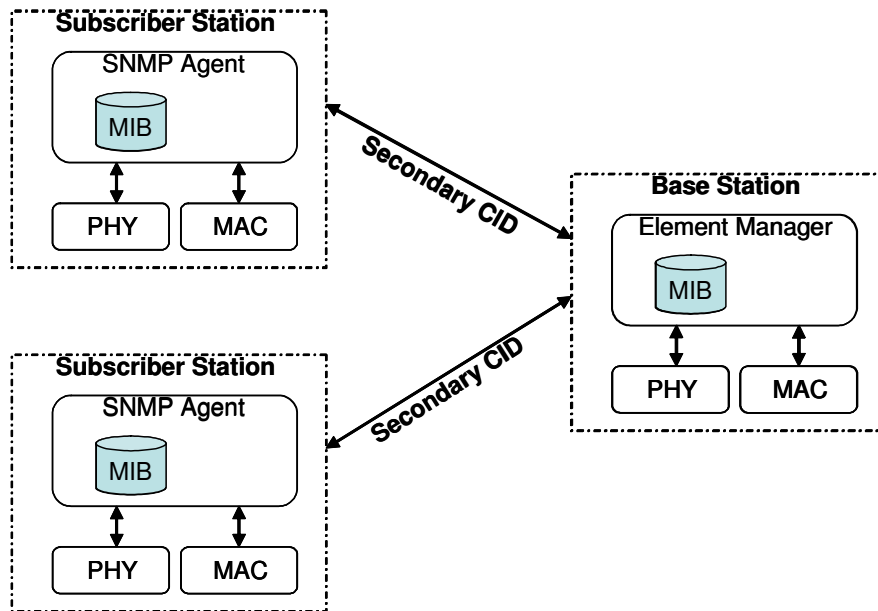 Subscriber Station
SNMP Agent
MIB
PHY
MAC
Secondary CID
Base Station
Element Manager
MIB
PHY
MAC
Secondary CID
Subscriber Station
SNMP Agent
MIB
PHY
MAC